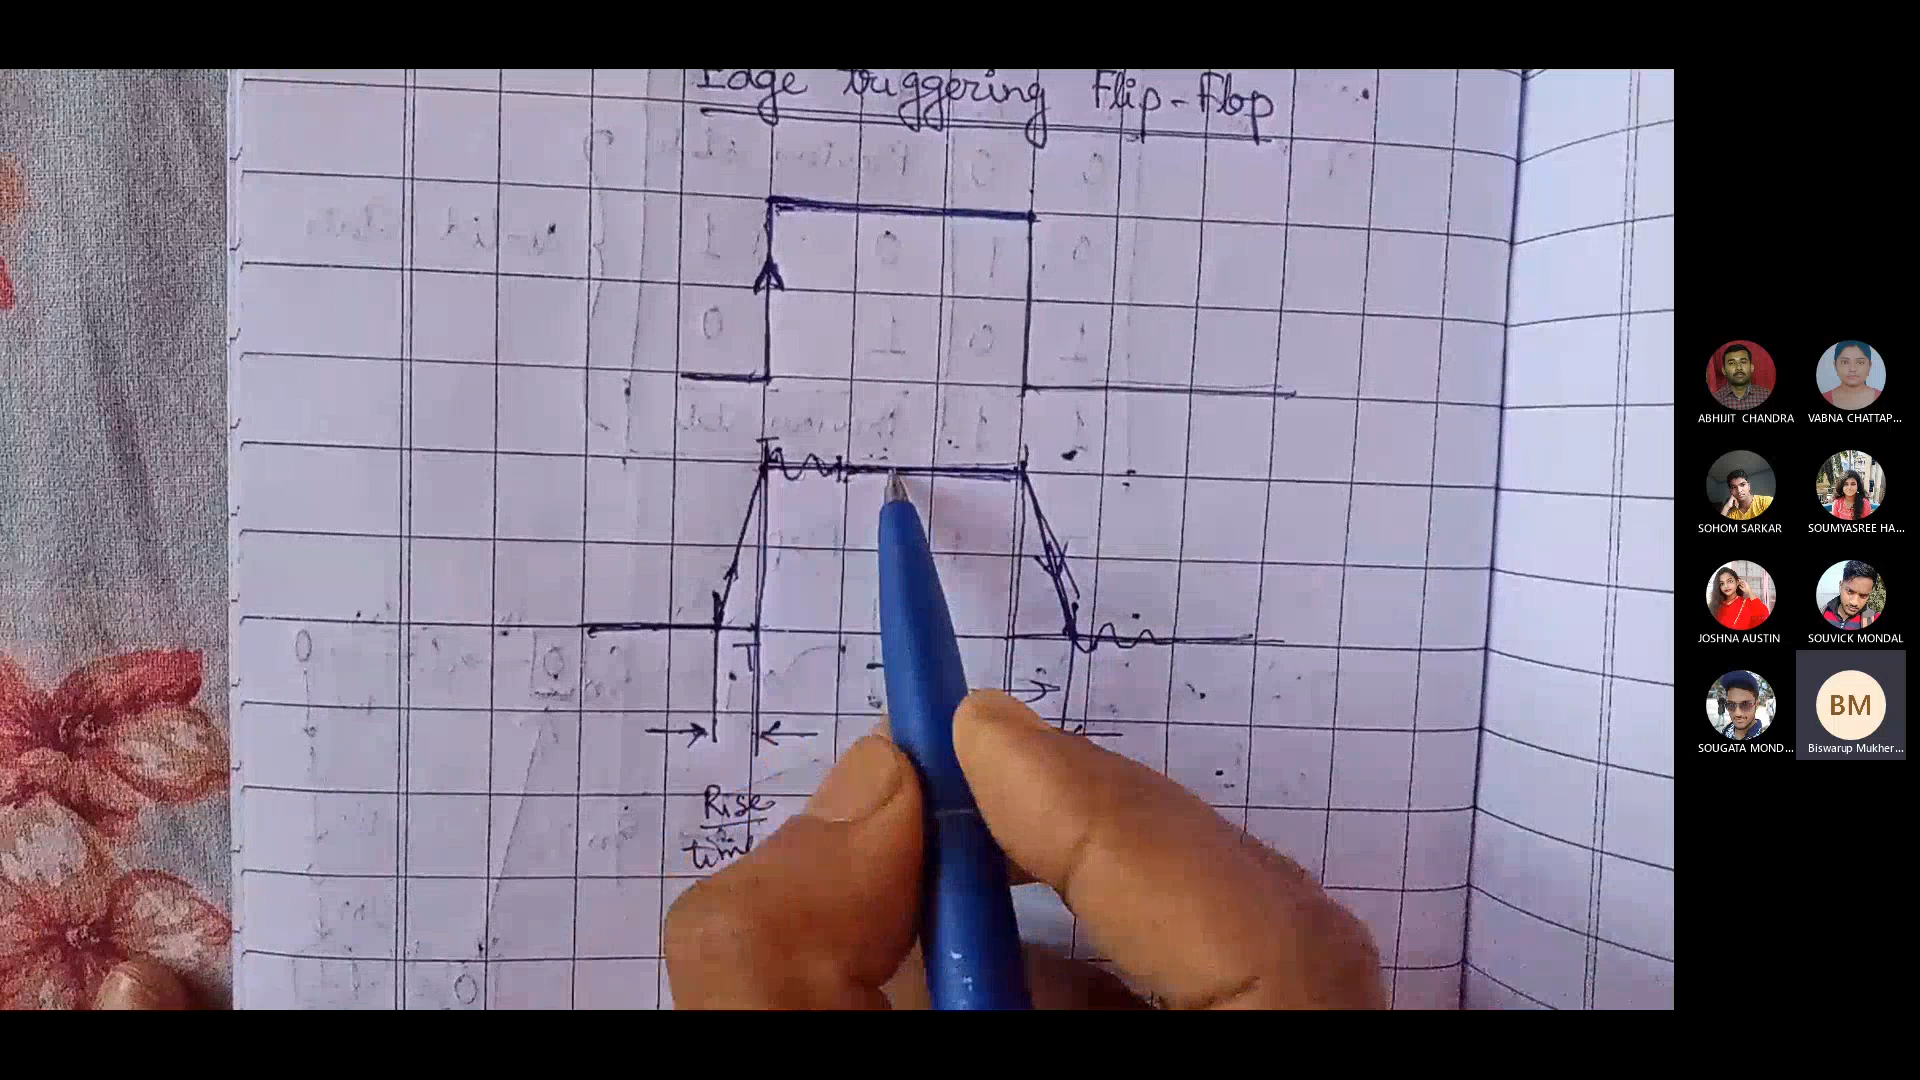 Edge triggering Flip-Flop
T
T
Rise
time
ABHIJIT CHANDRA
VABNA CHATTAP...
SOHOM SARKAR
SOUMYASREE HA...
JOSHNA AUSTIN
SOUVICK MONDAL
SOUGATA MOND...
BM
Biswarup Mukher...